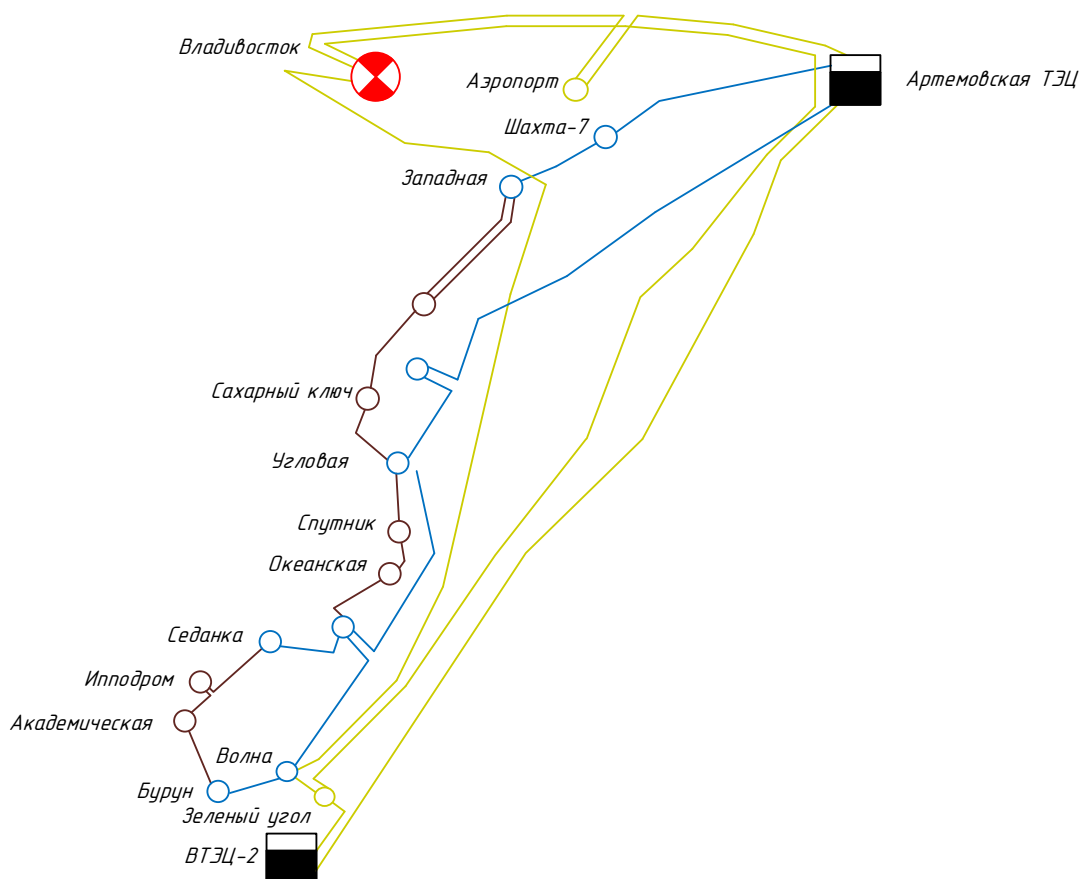 Владивосток
Аэропорт
Артемовская ТЭЦ
Шахта-7
Западная
Сахарный ключ
Угловая
Спутник
Океанская
Седанка
Ипподром
Академическая
Волна
Бурун
Зеленый угол
ВТЭЦ-2